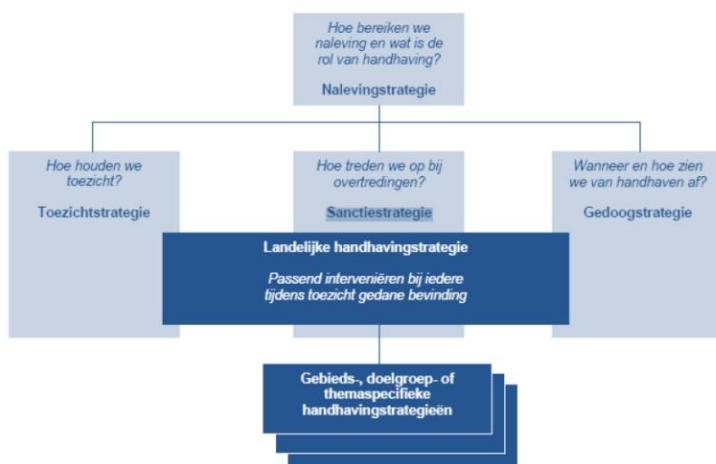 Hoe bereiken we
naleving en wat is de
rol van handhaving?
Nalevingstrategie
Hoe houden we
toezicht?
Toezichtstrategie
Hoe treden we op bij
overtredingen?
Sanctiestrategie
Wanneer en hoe zien
we van handhaven af?
Gedoogstrategie
Landelijke handhavingstrategie
Passend interveniëren bij iedere
tijdens toezicht gedane bevinding
Gebieds-, doelgroep- of
themaspecifieke
handhavingstrategieën